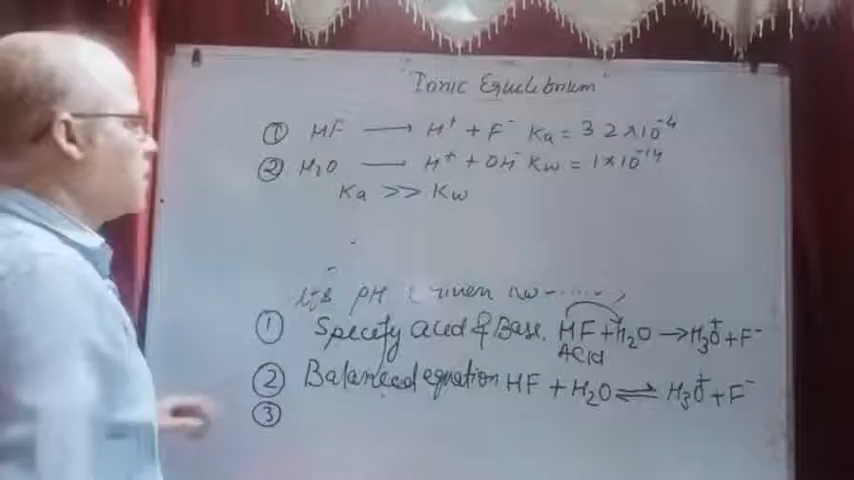 Ionic Equilibrium
① HF → H⁺ + F⁻ Ka = 3 2 × 10⁻⁴
② H₂O → H⁺ + OH⁻ Kw = 1 × 10⁻¹⁴
Ka >> Kw
its pH
① Specify acid & Base. HF + H₂O → H₃O⁺ + F⁻
ACID
② Balanced equation HF + H₂O ⇌ H₃O⁺ + F⁻
③